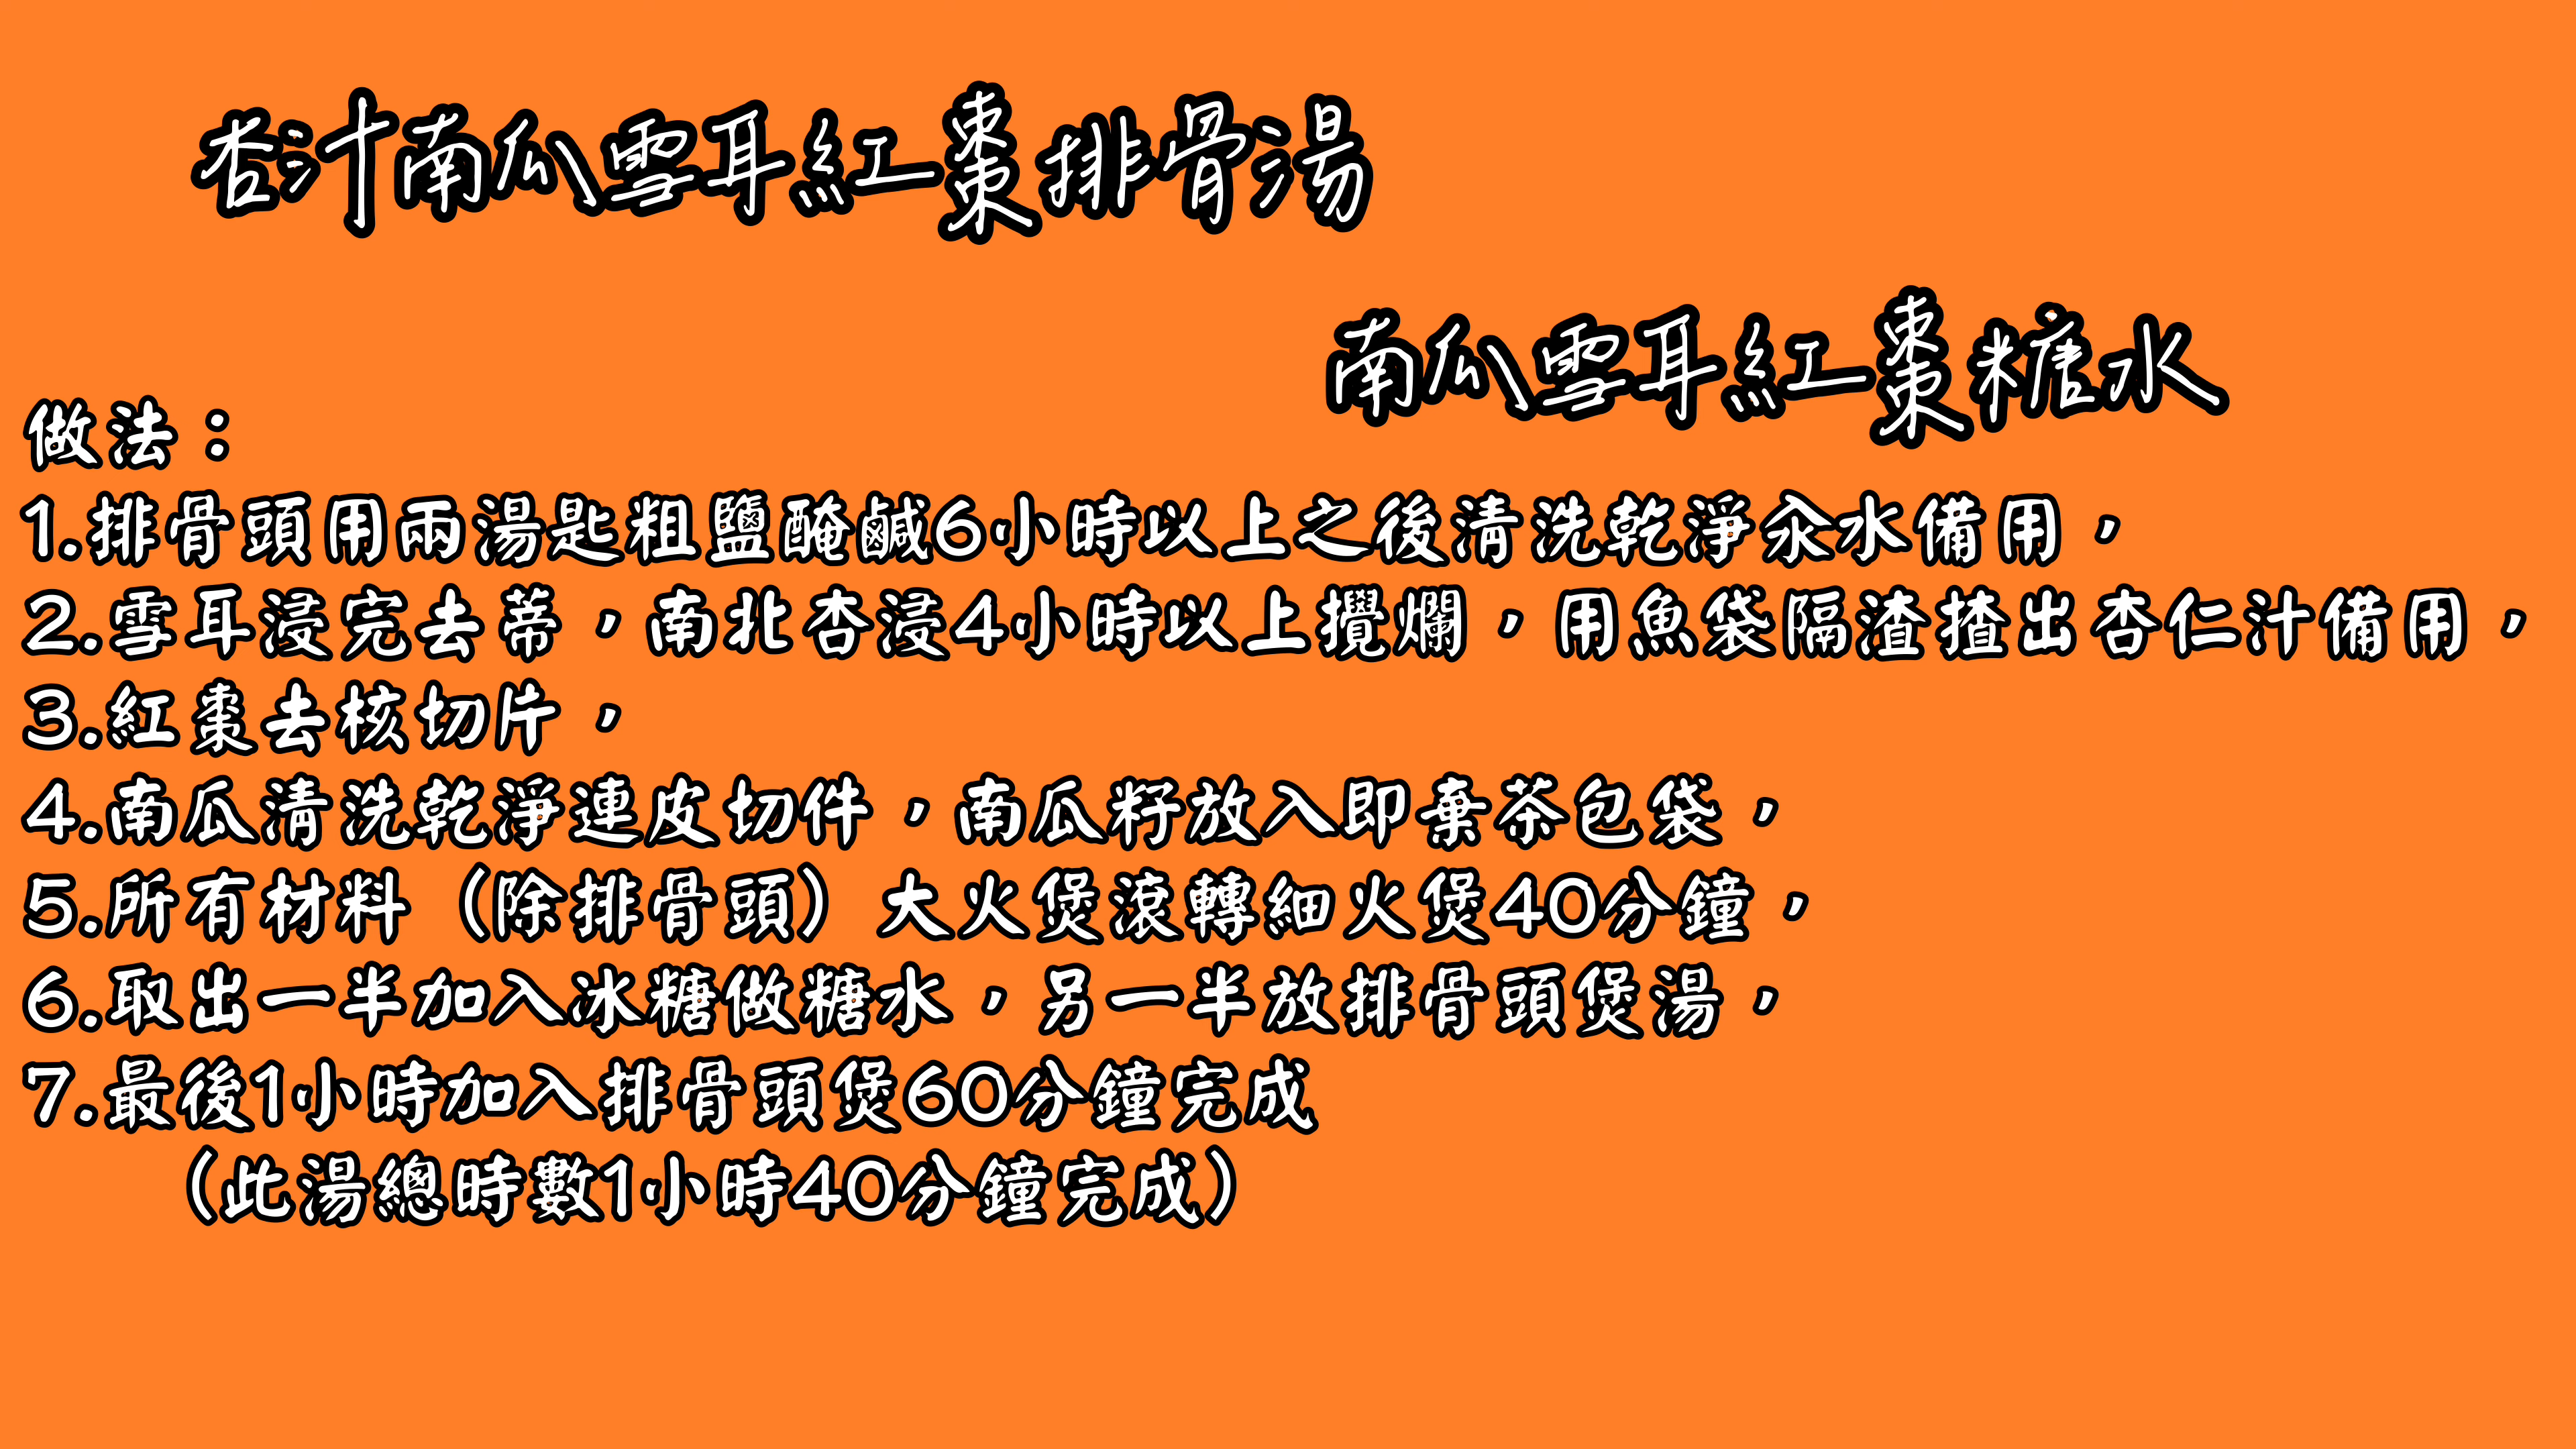 杏汁南瓜雪耳紅棗排骨湯
南瓜雪耳紅棗糖水
做法：
1.排骨頭用兩湯匙粗鹽醃鹹6小時以上之後清洗乾淨汆水備用，
2.雪耳浸完去蒂，南北杏浸4小時以上攪爛，用魚袋隔渣揸出杏仁汁備用，
3.紅棗去核切片，
4.南瓜清洗乾淨連皮切件，南瓜籽放入即棄茶包袋，
5.所有材料（除排骨頭）大火煲滾轉細火煲40分鐘，
6.取出一半加入冰糖做糖水，另一半放排骨頭煲湯，
7.最後1小時加入排骨頭煲60分鐘完成
（此湯總時數1小時40分鐘完成）